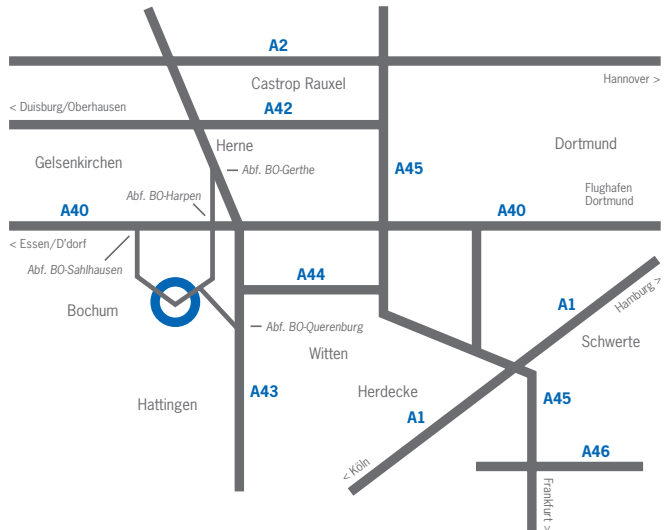 A2
Castrop Rauxel
Hannover >
< Duisburg/Oberhausen
A42
Herne
Dortmund
Gelsenkirchen
Abf. BO-Gerthe
A45
Abf. BO-Harpen
Flughafen
Dortmund
A40
A40
< Essen/D'dorf
Abf. BO-Sahlhausen
A44
Hamburg >
A1
Bochum
Abf. BO-Querenburg
Schwerte
Witten
A43
Herdecke
Hattingen
A1
A45
A46
< Köln
Frankfurt >